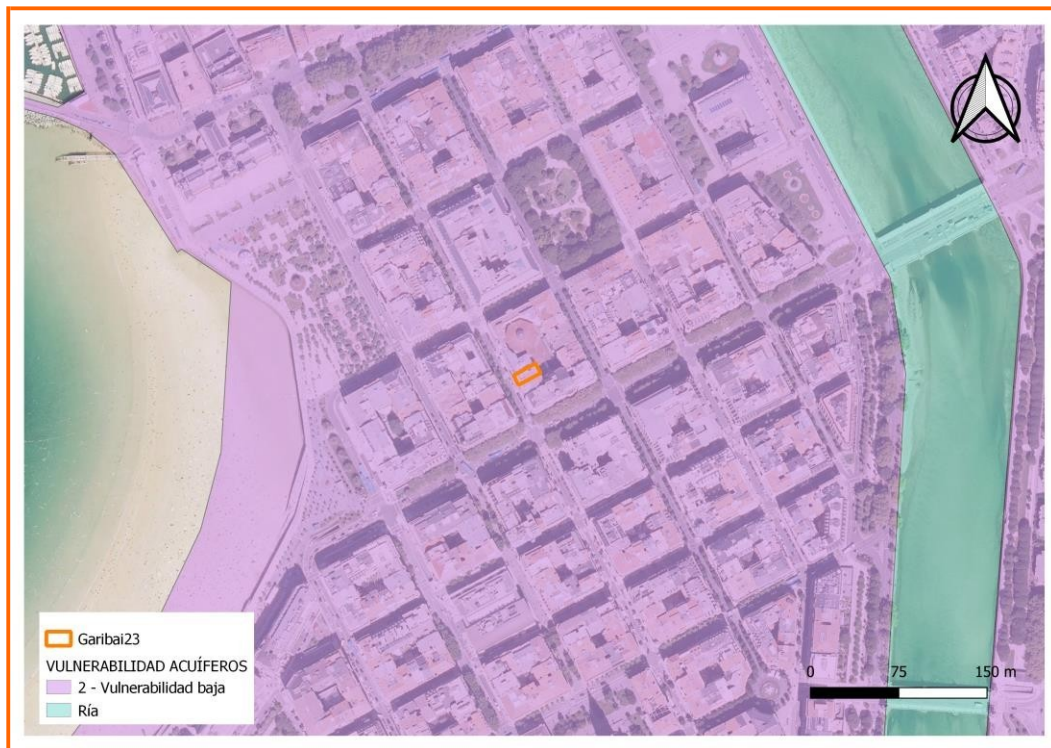 Garibai23
VULNERABILIDAD ACUÍFEROS
2 - Vulnerabilidad baja
Ría
0 75 150 m